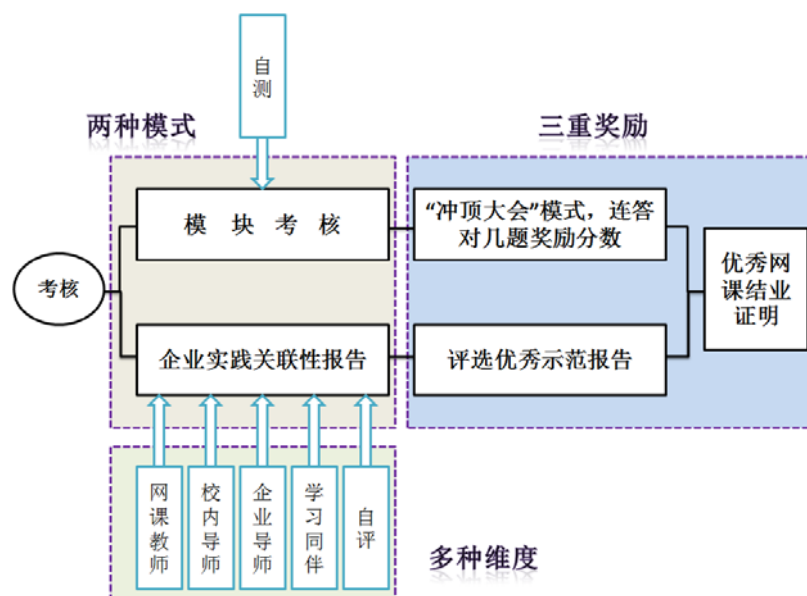 自测
两种模式
三重奖励
模块考核
“冲顶大会”模式，连答
对几题奖励分数
优秀网
课结业
证明
考核
企业实践关联性报告
评选优秀示范报告
网课教师
校内导师
企业导师
学习同伴
自评
多种维度